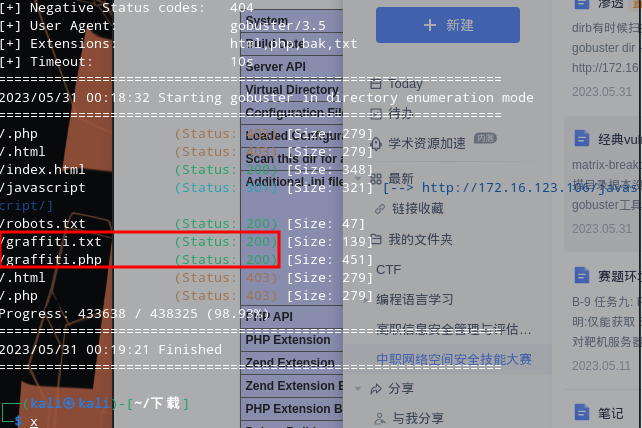 [+] Negative Status codes: 404
[+] User Agent: gobuster/3.5
[+] Extensions: html,php,bak,txt
[+] Timeout: 10s
2023/05/31 00:18:32 Starting gobuster in directory enumeration mode
/.php (Status: 403) [Size: 279]
/.html (Status: 403) [Size: 279]
/index.html (Status: 200) [Size: 348]
/javascript (Status: 301) [Size: 321] [--> http://172.16.123.106/javas
cript/]
/robots.txt (Status: 200) [Size: 47]
/graffiti.txt (Status: 200) [Size: 139]
/graffiti.php (Status: 200) [Size: 451]
/.html (Status: 403) [Size: 279]
/.php (Status: 403) [Size: 279]
Progress: 433638 / 438325 (98.93%)
2023/05/31 00:19:21 Finished
(kali㉿kali)-[~/下载]
$ x
System
Server API
Virtual Directory
Configuration File
Loaded Configura
Scan this dir for a
Additional .ini files
PHP API
PHP Extension
Zend Extension
Zend Extension B
PHP Extension B
+ 新建
Today
待办
学术资源加速 内测
最新
链接收藏
我的文件夹
CTF
编程语言学习
高职信息安全管理与评估…
中职网络空间安全技能大赛
分享
与我分享
渗透
dirb有时候扫
gobuster dir -
http://172.16
2023.05.31
经典vul
matrix-breako
gobuster工具
2023.05.31
赛题环境
B-9 任务九: 
明:仅能获取
对靶机服务器
2023.05.11
笔记